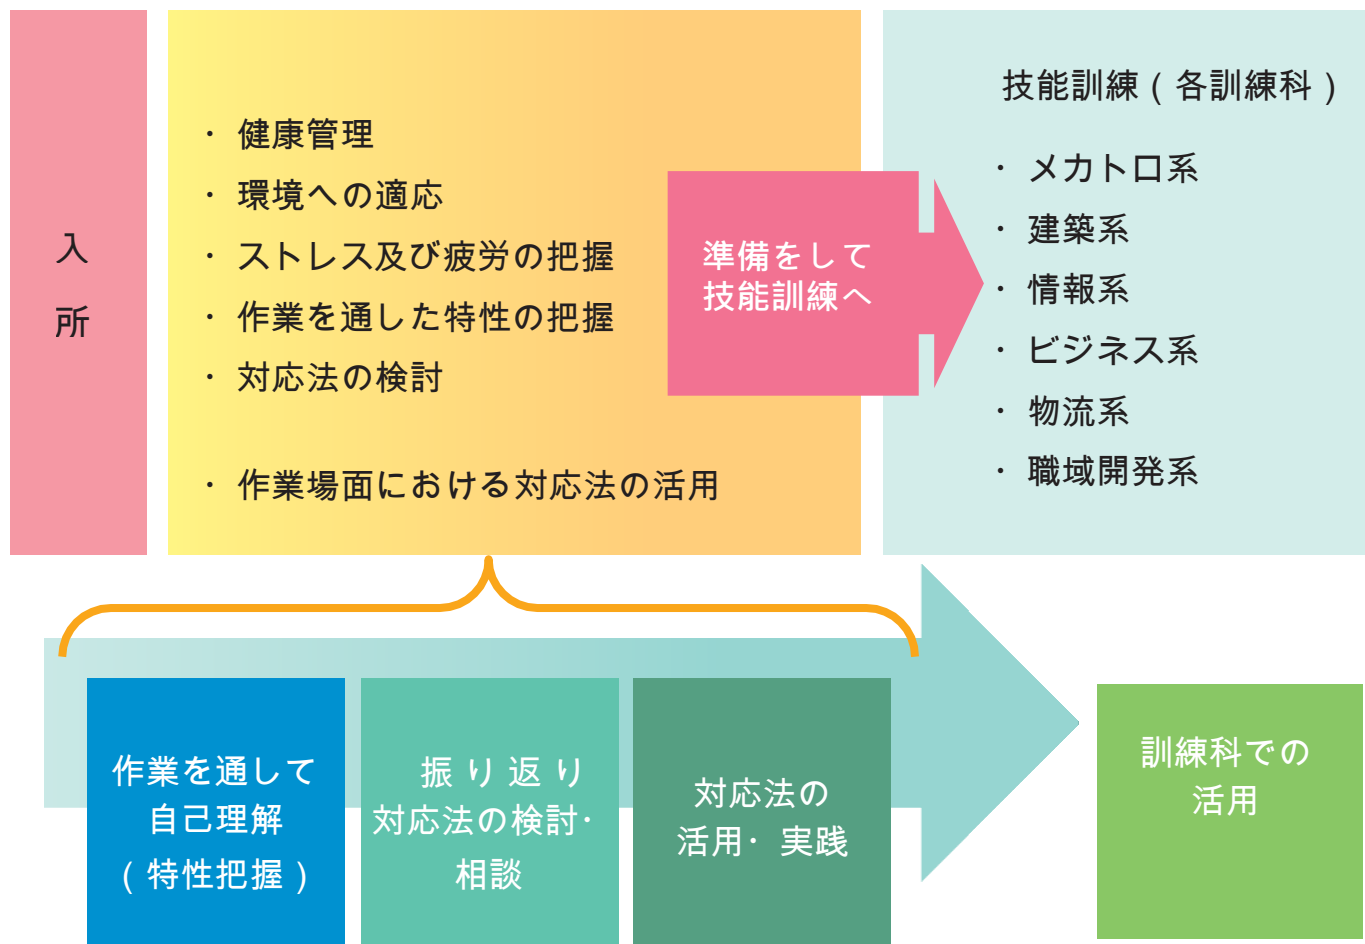 入
所
・ 健康管理
・ 環境への適応
・ ストレス及び疲労の把握
・ 作業を通した特性の把握
・ 対応法の検討
・ 作業場面における対応法の活用
準備をして
技能訓練へ
技能訓練(各訓練科)
・ メカトロ系
・ 建築系
・ 情報系
・ ビジネス系
・ 物流系
・ 職域開発系
作業を通して
自己理解
(特性把握)
振り返り
対応法の検討・
相談
対応法の
活用・実践
訓練科での
活用